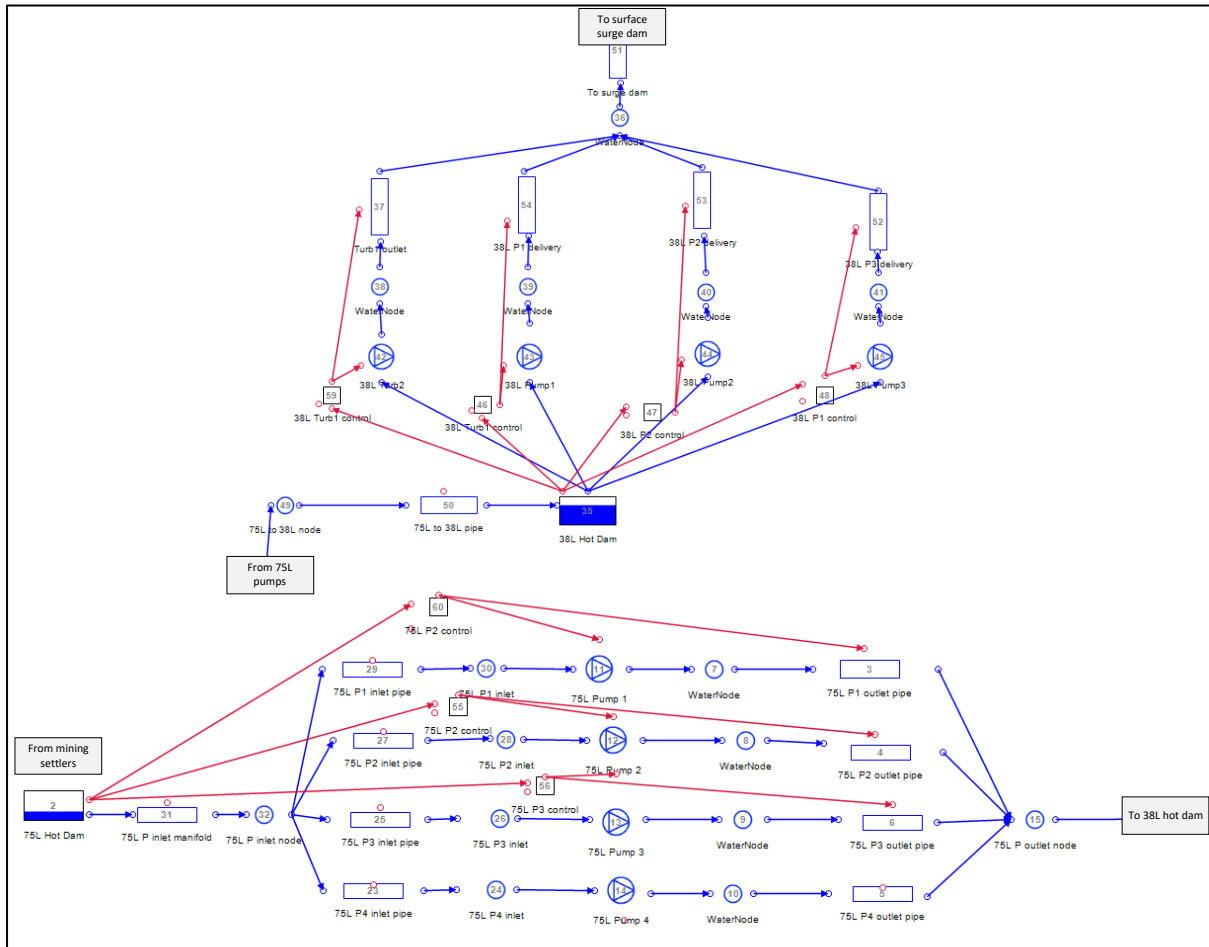 To surface
surge dam
51
To surge dam
36
WaterNode
37
54
53
52
Turb1 outlet
38L P1 delivery
38L P2 delivery
38L P3 delivery
38
39
40
41
WaterNode
WaterNode
WaterNode
WaterNode
42
43
44
45
38L Turb2
38L Pump1
38L Pump2
38L Pump3
59
46
47
48
38L Turb1 control
38L Turb1 control
38L P2 control
38L P1 control
49
50
35
75L to 38L node
75L to 38L pipe
38L Hot Dam
From 75L
pumps
60
75L P2 control
29
30
11
7
3
75L P1 inlet pipe
75L P1 inlet
75L Pump 1
WaterNode
75L P1 outlet pipe
55
75L P2 control
27
28
12
8
4
75L P2 inlet pipe
75L P2 inlet
75L Pump 2
WaterNode
75L P2 outlet pipe
From mining
settlers
56
75L P3 control
2
31
32
75L Hot Dam
75L P inlet manifold
75L P inlet node
25
26
13
9
6
15
To 38L hot dam
75L P3 inlet pipe
75L P3 inlet
75L Pump 3
WaterNode
75L P3 outlet pipe
75L P outlet node
23
24
14
10
5
75L P4 inlet pipe
75L P4 inlet
75L Pump 4
WaterNode
75L P4 outlet pipe